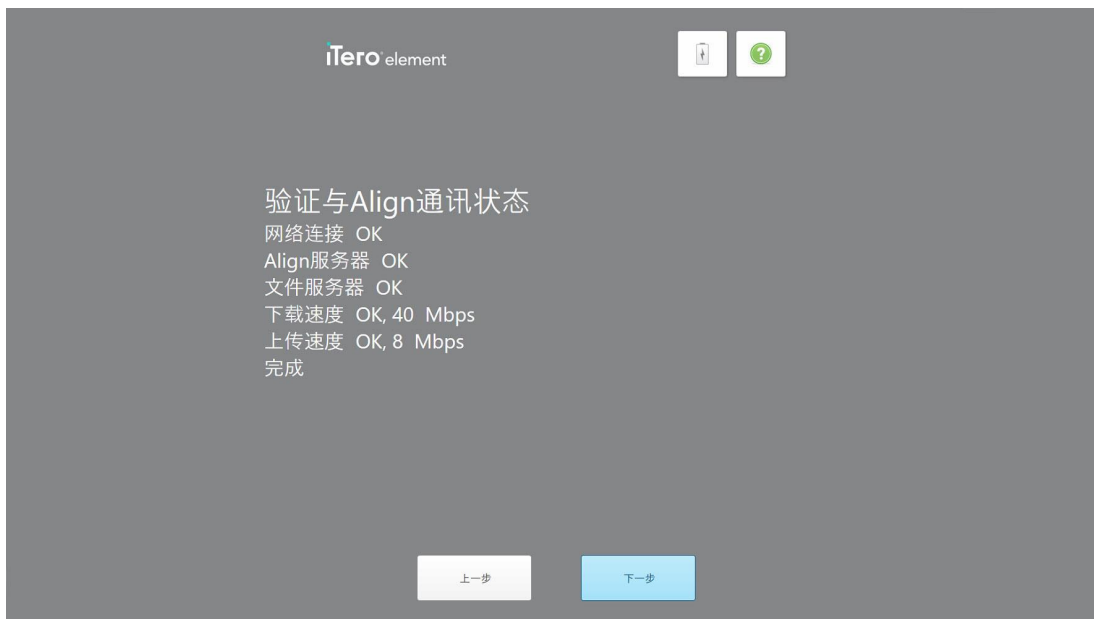 iTero element
?
验证与Align通讯状态
网络连接 OK
Align服务器 OK
文件服务器 OK
下载速度 OK, 40 Mbps
上传速度 OK, 8 Mbps
完成
上一步
下一步